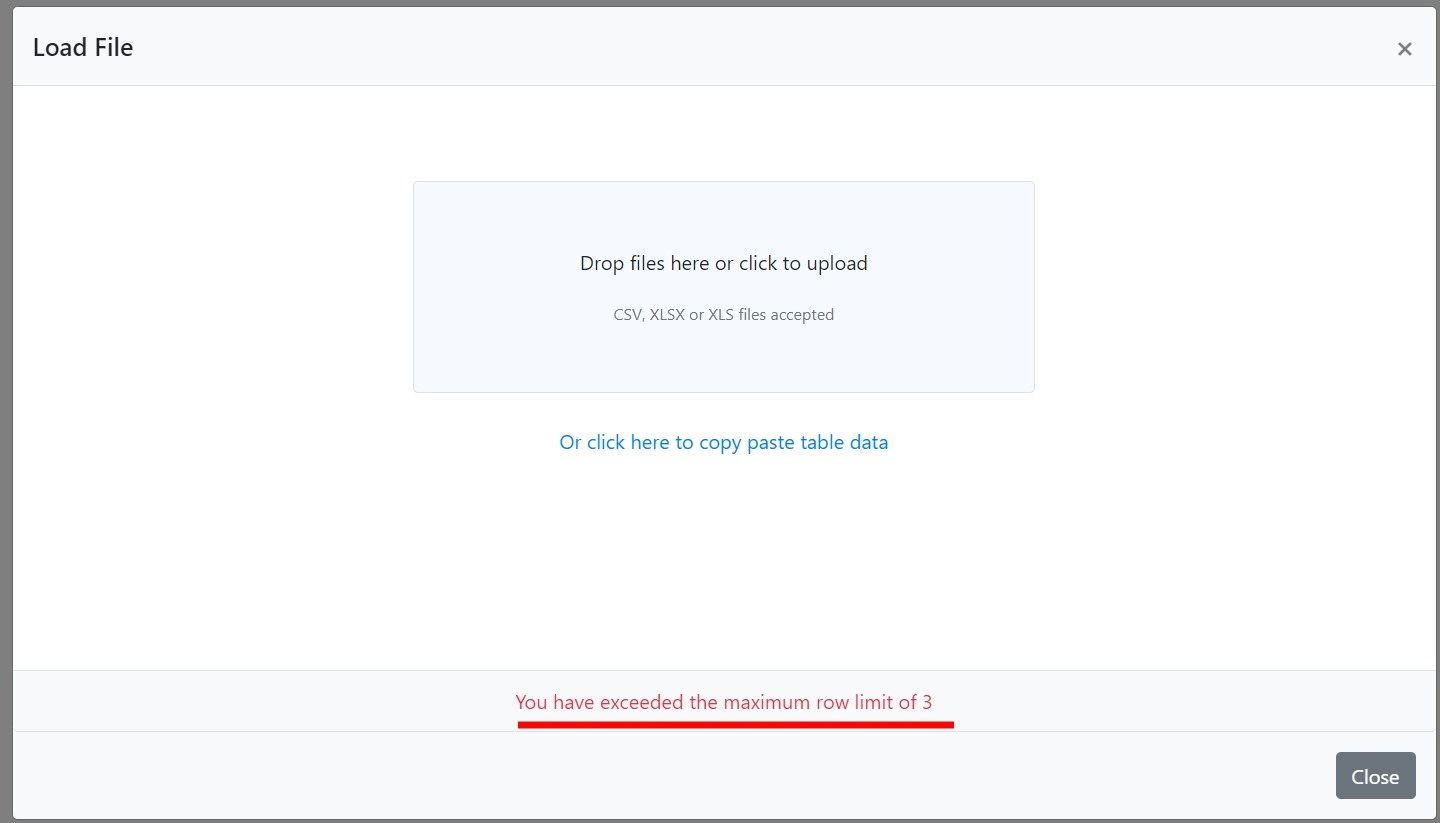 Load File
×
Drop files here or click to upload
CSV, XLSX or XLS files accepted
Or click here to copy paste table data
You have exceeded the maximum row limit of 3
Close